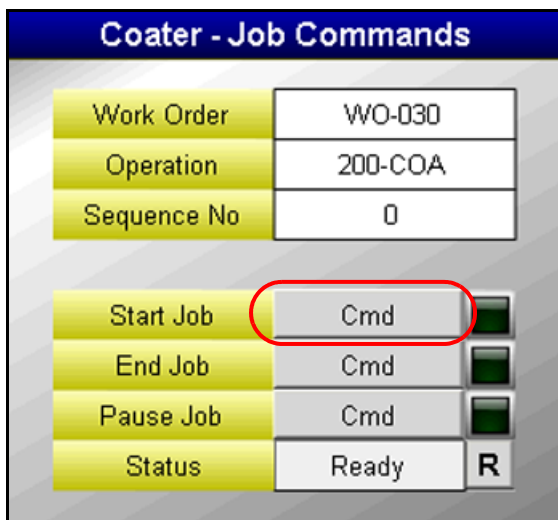 Coater - Job Commands
Work Order WO-030
Operation 200-COA
Sequence No 0
Start Job Cmd
End Job Cmd
Pause Job Cmd
Status Ready R